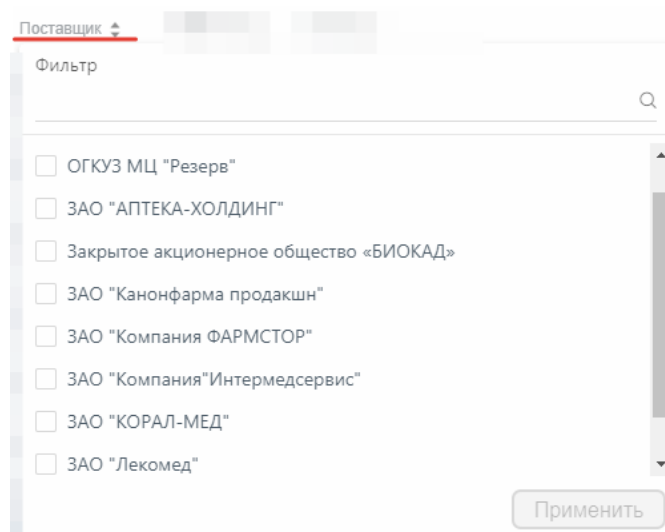 Поставщик
Фильтр
ОГКУЗ МЦ "Резерв"
ЗАО "АПТЕКА-ХОЛДИНГ"
Закрытое акционерное общество «БИОКАД»
ЗАО "Канонфарма продакшн"
ЗАО "Компания ФАРМСТОР"
ЗАО "Компания"Интермедсервис"
ЗАО "КОРАЛ-МЕД"
ЗАО "Лекомед"
Применить